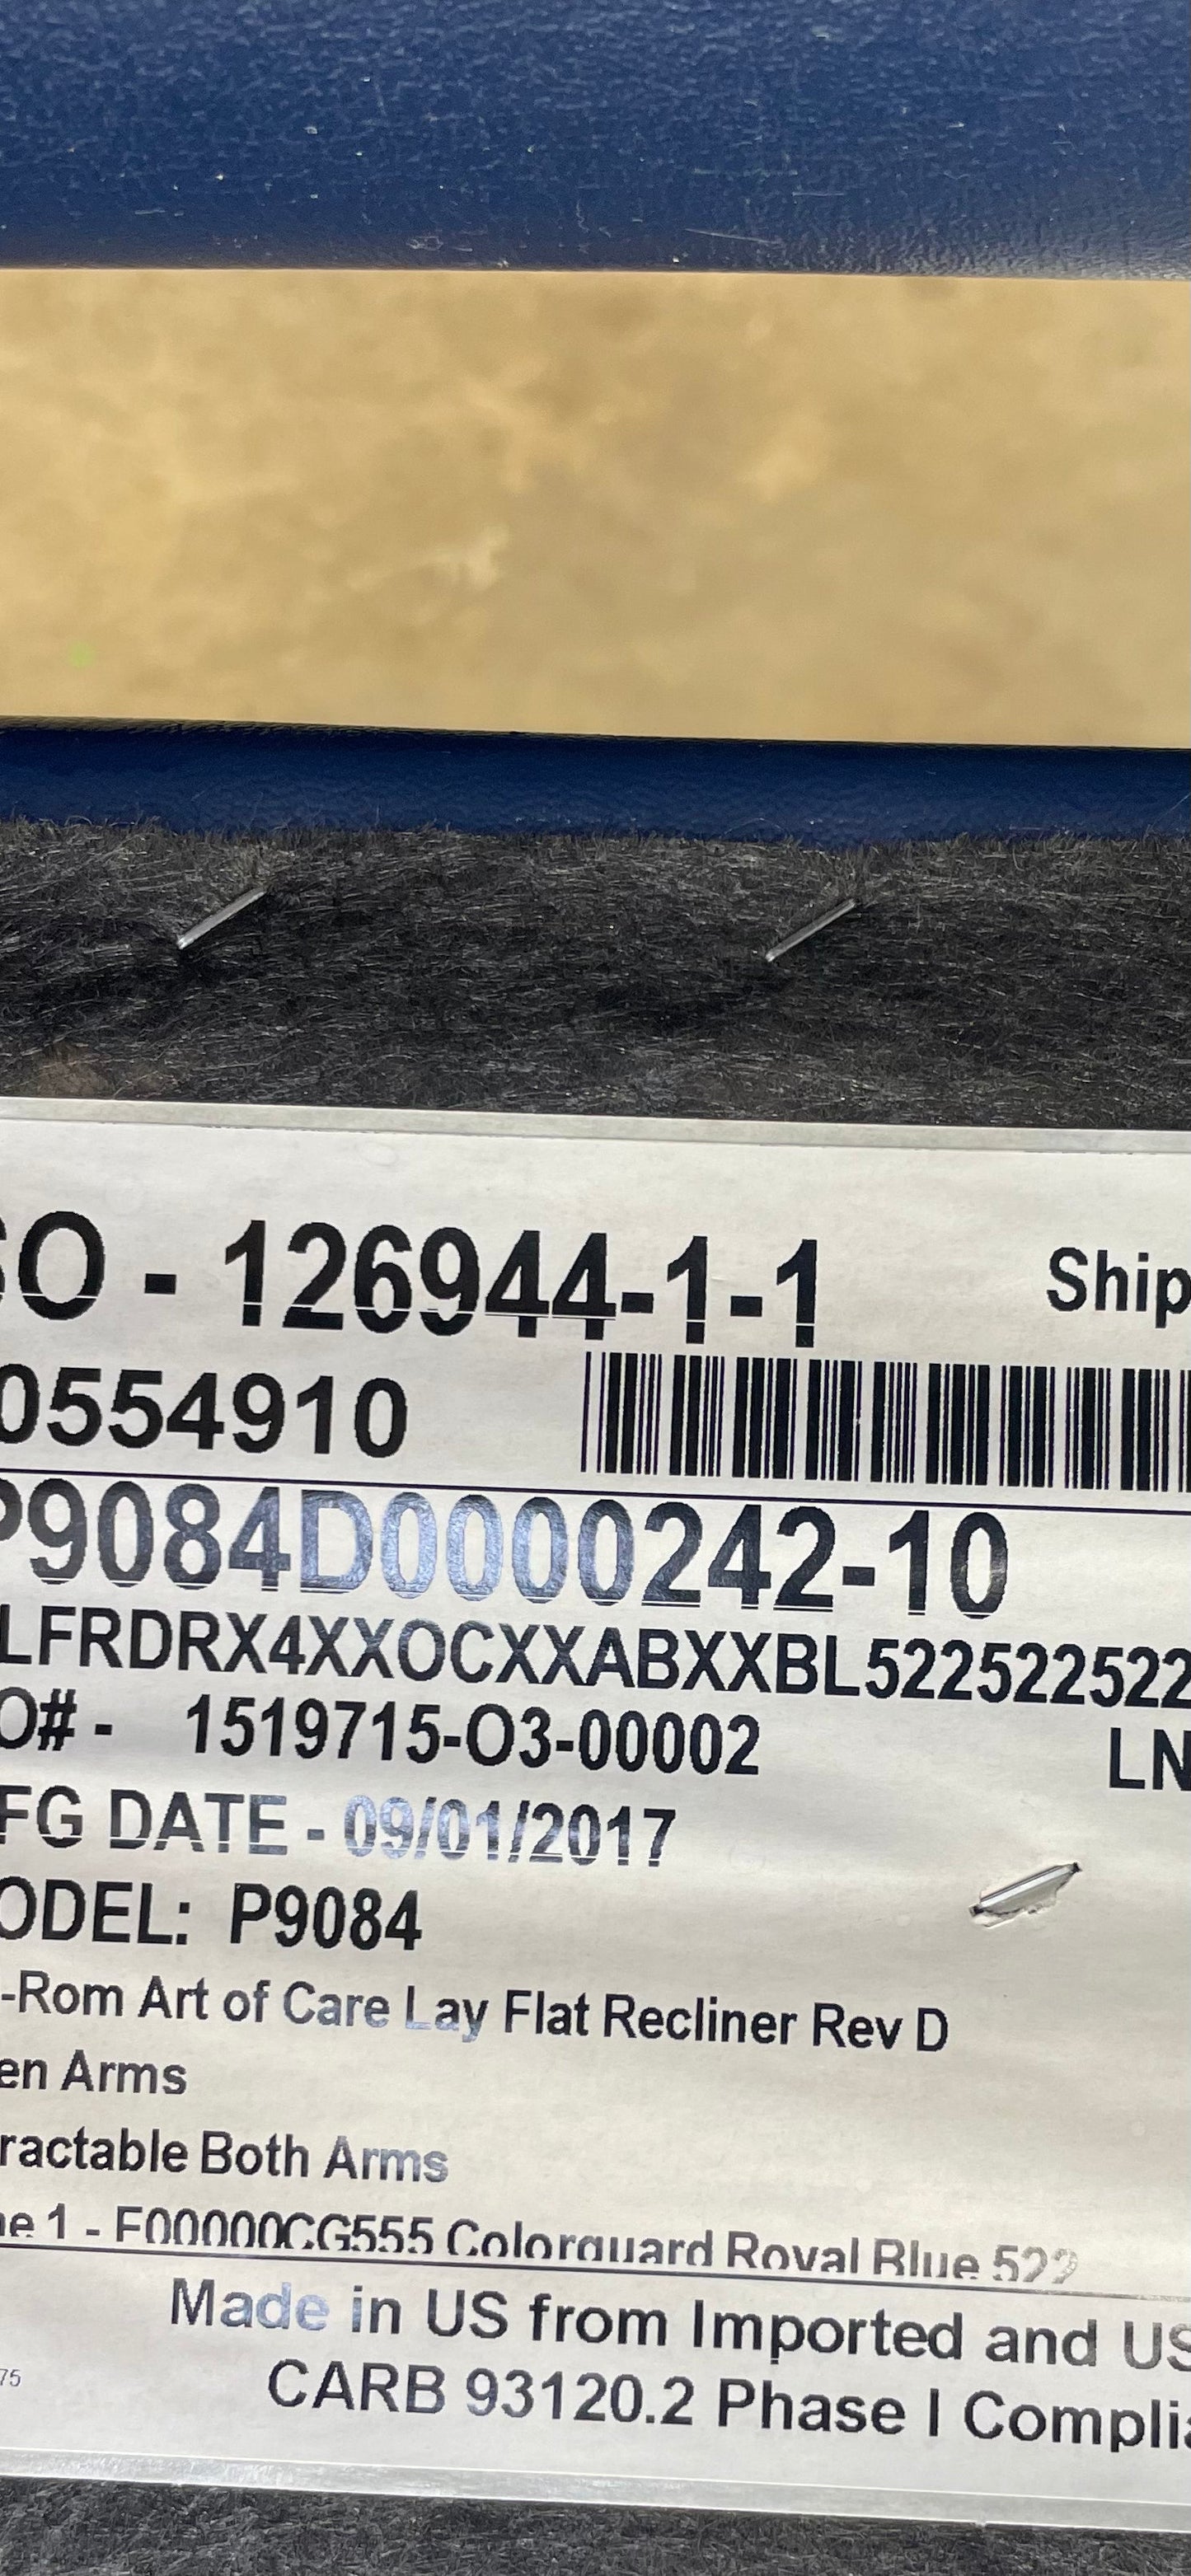 SO - 126944-1-1
Ship
0554910
P9084D0000242-10
LFRDRX4XXOCXXABXXBL522522522
O# - 1519715-O3-00002
LN
FG DATE - 09/01/2017
ODEL: P9084
-Rom Art of Care Lay Flat Recliner Rev D
en Arms
ractable Both Arms
ne 1 - F00000CG555 Colorguard Royal Blue 522
Made in US from Imported and US
75
CARB 93120.2 Phase I Complia